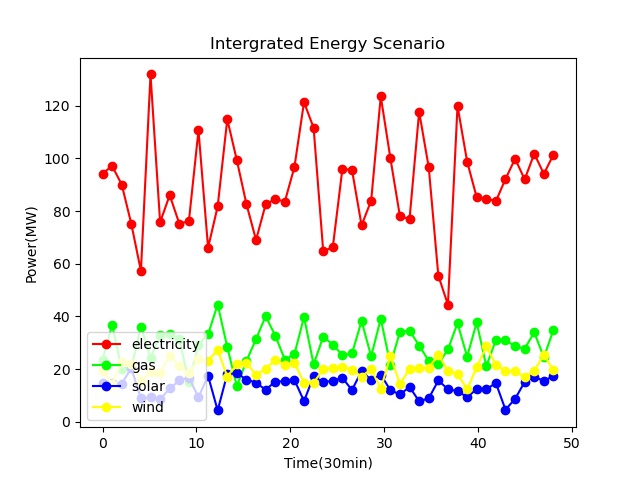 Intergrated Energy Scenario
Power(MW)
120
100
80
60
40
20
0
electricity
gas
solar
wind
0 10 20 30 40 50
Time(30min)